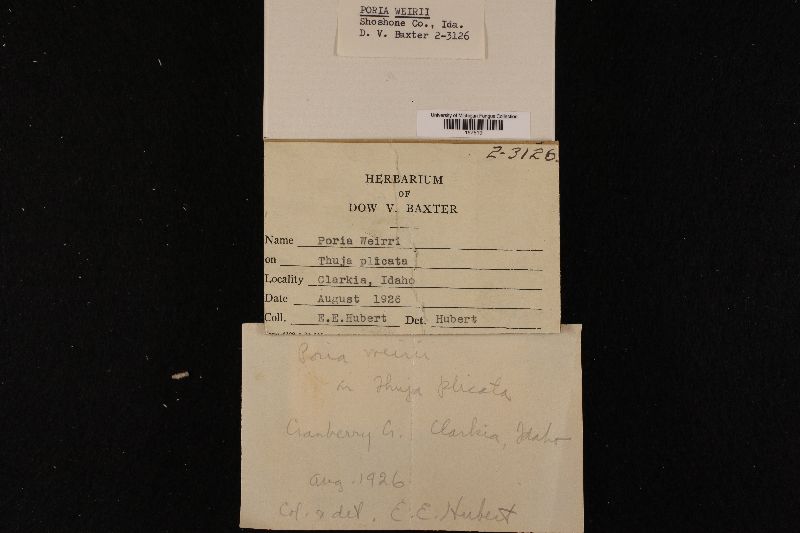 PORIA WEIRII
Shoshone Co., Ida.
D. V. Baxter 2-3126
University of Michigan Fungus Collection
2-3126.
HERBARIUM
OF
DOW V. BAXTER
Name Poria Weirri
on Thuja plicata
Locality Clarkia, Idaho
Date August 1926
Coll. E.E.Hubert Det. Hubert
Poria weirii
on Thuja plicata
Cranberry G. Clarkia, Idaho
Aug. 1926.
Col. & det. E.E. Hubert